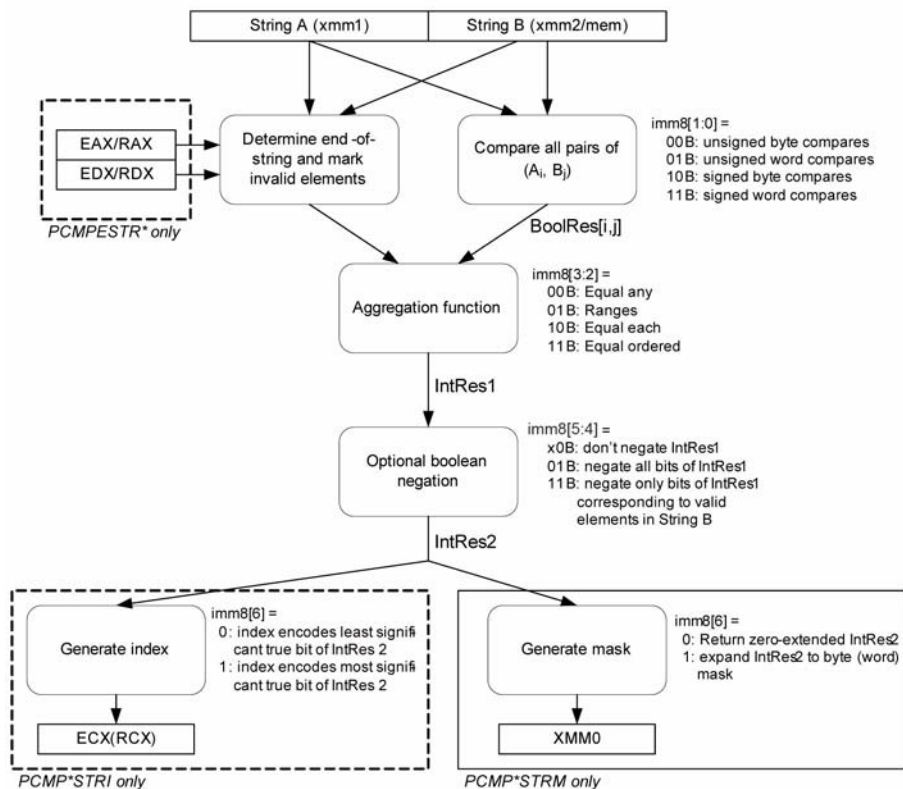 String A (xmm1)
String B (xmm2/mem)
EAX/RAX
EDX/RDX
PCMPESTR* only
Determine end -of-
string and mark
invalid elements
Compare all pairs of
(Ai, Bj)
imm8[1:0] =
00B: unsigned byte compares
01B: unsigned word compares
10B: signed byte compares
11B: signed word compares
BoolRes[i,j]
Aggregation function
imm8[3:2] =
00B: Equal any
01B: Ranges
10B: Equal each
11B: Equal ordered
IntRes1
Optional boolean
negation
imm8[5:4] =
x0B: don't negate IntRes1
01B: negate all bits of IntRes1
11B: negate only bits of IntRes1
corresponding to valid
elements in String B
IntRes2
Generate index
imm8[6] =
0: index encodes least signifi
cant true bit of IntRes 2
1: index encodes most signifi
cant true bit of IntRes 2
ECX(RCX)
PCMP*STRI only
Generate mask
imm8[6] =
0: Return zero-extended IntRes2
1: expand IntRes2 to byte (word)
mask
XMM0
PCMP*STRM only